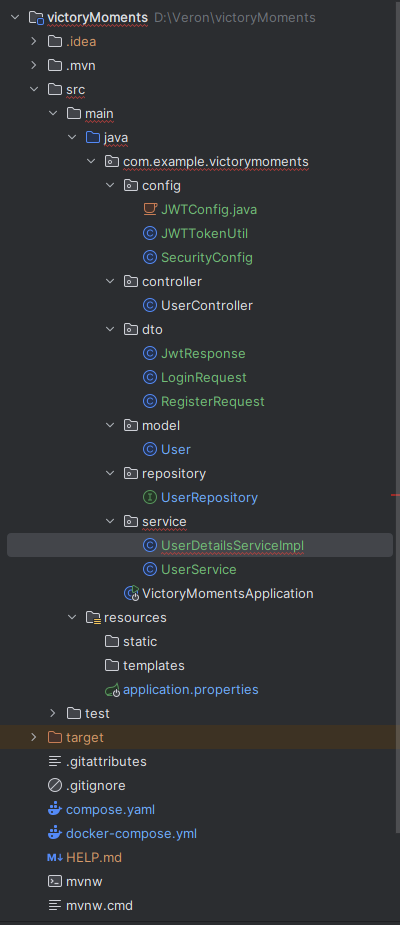 victoryMoments D:\Veron\victoryMoments
.idea
.mvn
src
main
java
com.example.victorymoments
config
JWTConfig.java
JWTTokenUtil
SecurityConfig
controller
UserController
dto
JwtResponse
LoginRequest
RegisterRequest
model
User
repository
UserRepository
service
UserDetailsServiceImpl
UserService
VictoryMomentsApplication
resources
static
templates
application.properties
test
target
.gitattributes
.gitignore
compose.yaml
docker-compose.yml
HELP.md
mvnw
mvnw.cmd